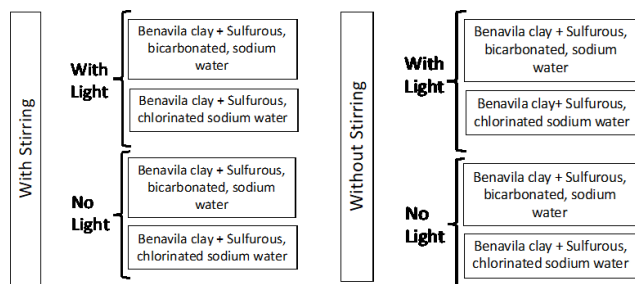 With Stirring
With
Light
Benavila clay + Sulfurous,
bicarbonated, sodium
water
Benavila clay + Sulfurous,
chlorinated sodium water
No
Light
Benavila clay + Sulfurous,
bicarbonated, sodium
water
Benavila clay + Sulfurous,
chlorinated sodium water
Without Stirring
With
Light
Benavila clay + Sulfurous,
bicarbonated, sodium
water
Benavila clay+ Sulfurous,
chlorinated sodium water
No
Light
Benavila clay + Sulfurous,
bicarbonated, sodium
water
Benavila clay + Sulfurous,
chlorinated sodium water